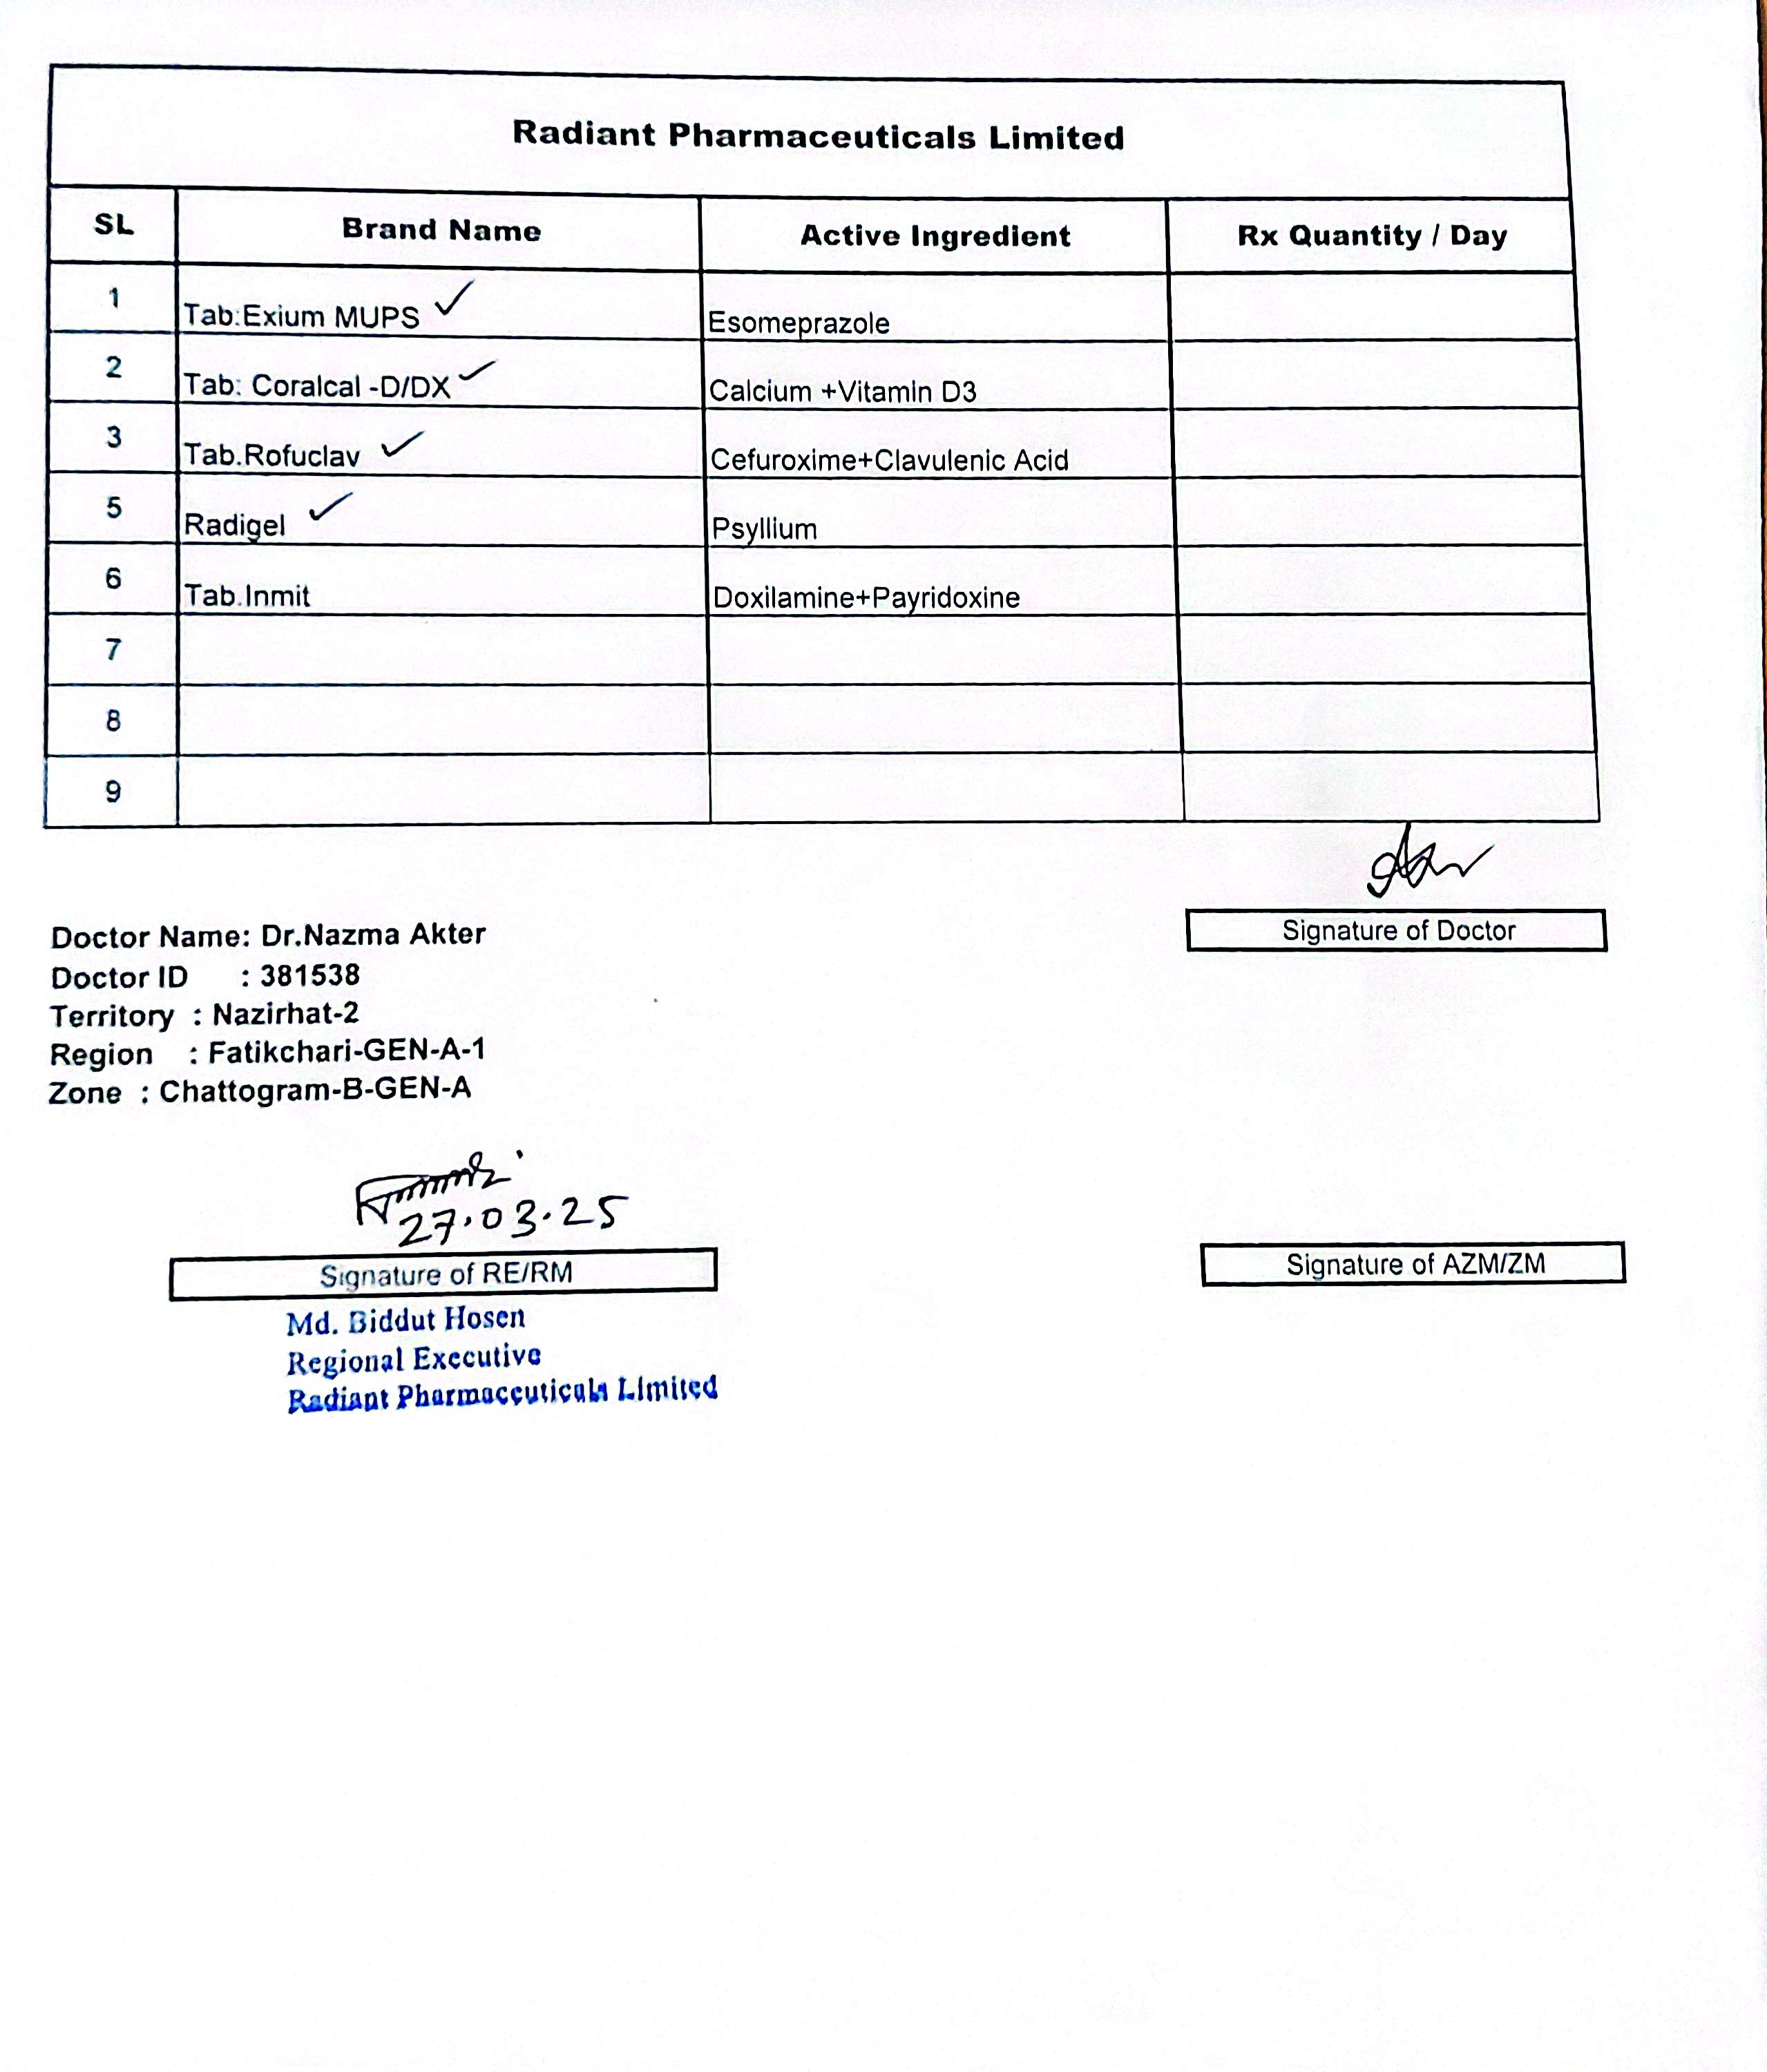 Radiant Pharmaceuticals Limited
SL Brand Name Active Ingredient Rx Quantity / Day
1 Tab:Exium MUPS ✓ Esomeprazole
2 Tab: Coralcal -D/DX ✓ Calcium +Vitamin D3
3 Tab.Rofuclav ✓ Cefuroxime+Clavulenic Acid
5 Radigel ✓ Psyllium
6 Tab.Inmit Doxilamine+Payridoxine
7
8
9
Signature of Doctor
Doctor Name: Dr.Nazma Akter
Doctor ID : 381538
Territory : Nazirhat-2
Region : Fatikchari-GEN-A-1
Zone : Chattogram-B-GEN-A
27.03.25
Signature of RE/RM
Signature of AZM/ZM
Md. Biddut Hosen
Regional Executive
Radiant Pharmaceuticals Limited